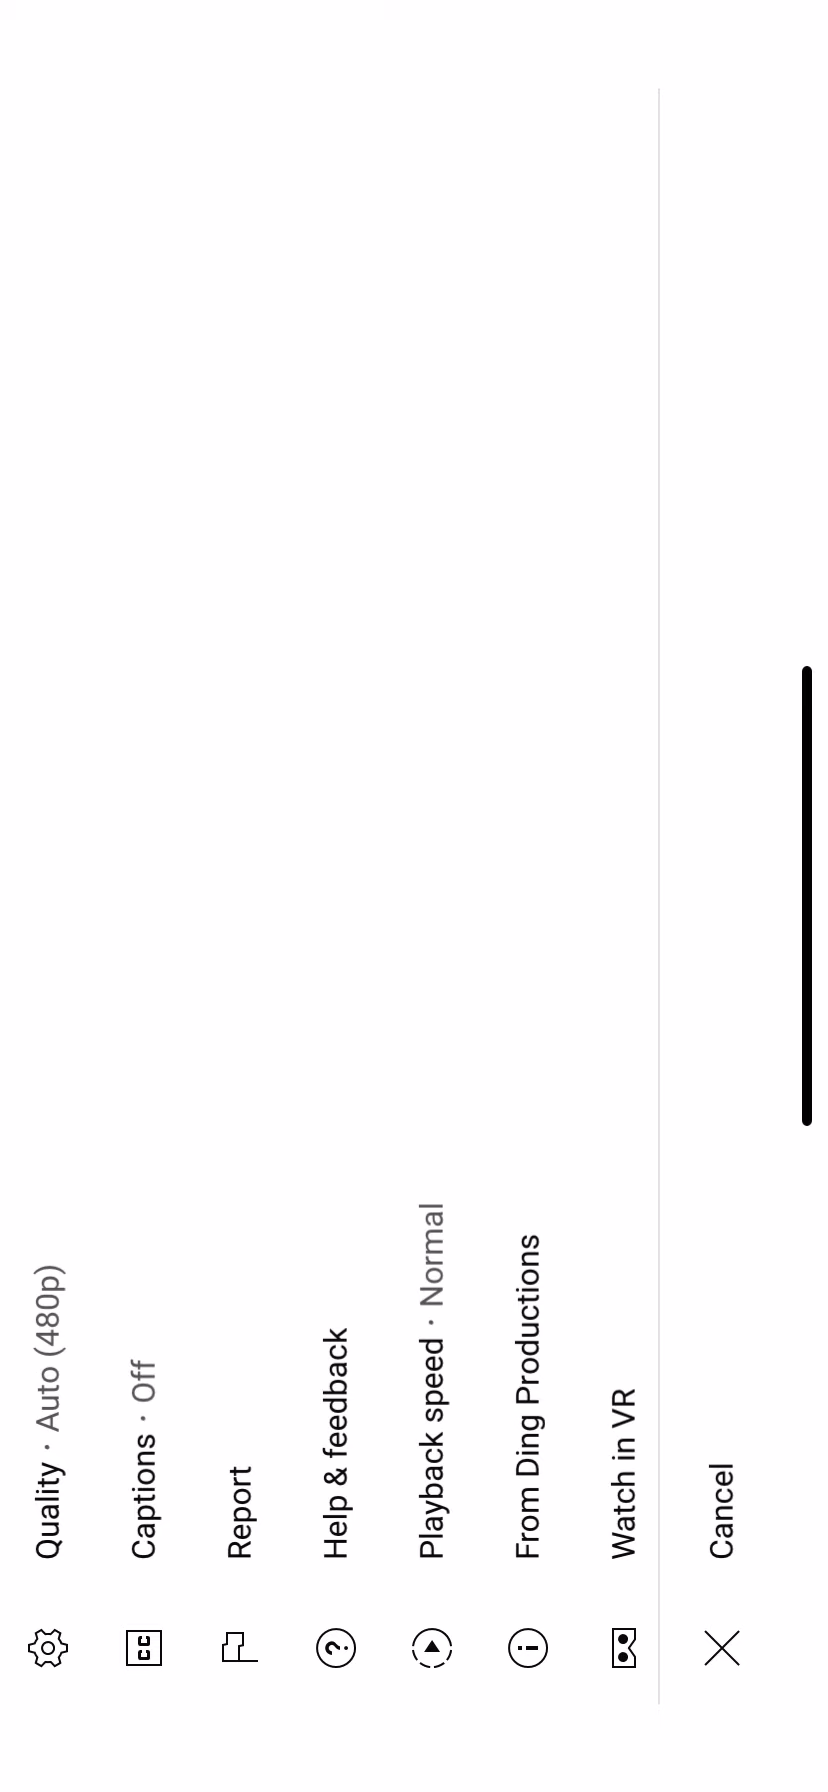 Quality · Auto (480p)
Captions · Off
Report
Help & feedback
Playback speed · Normal
From Ding Productions
Watch in VR
Cancel